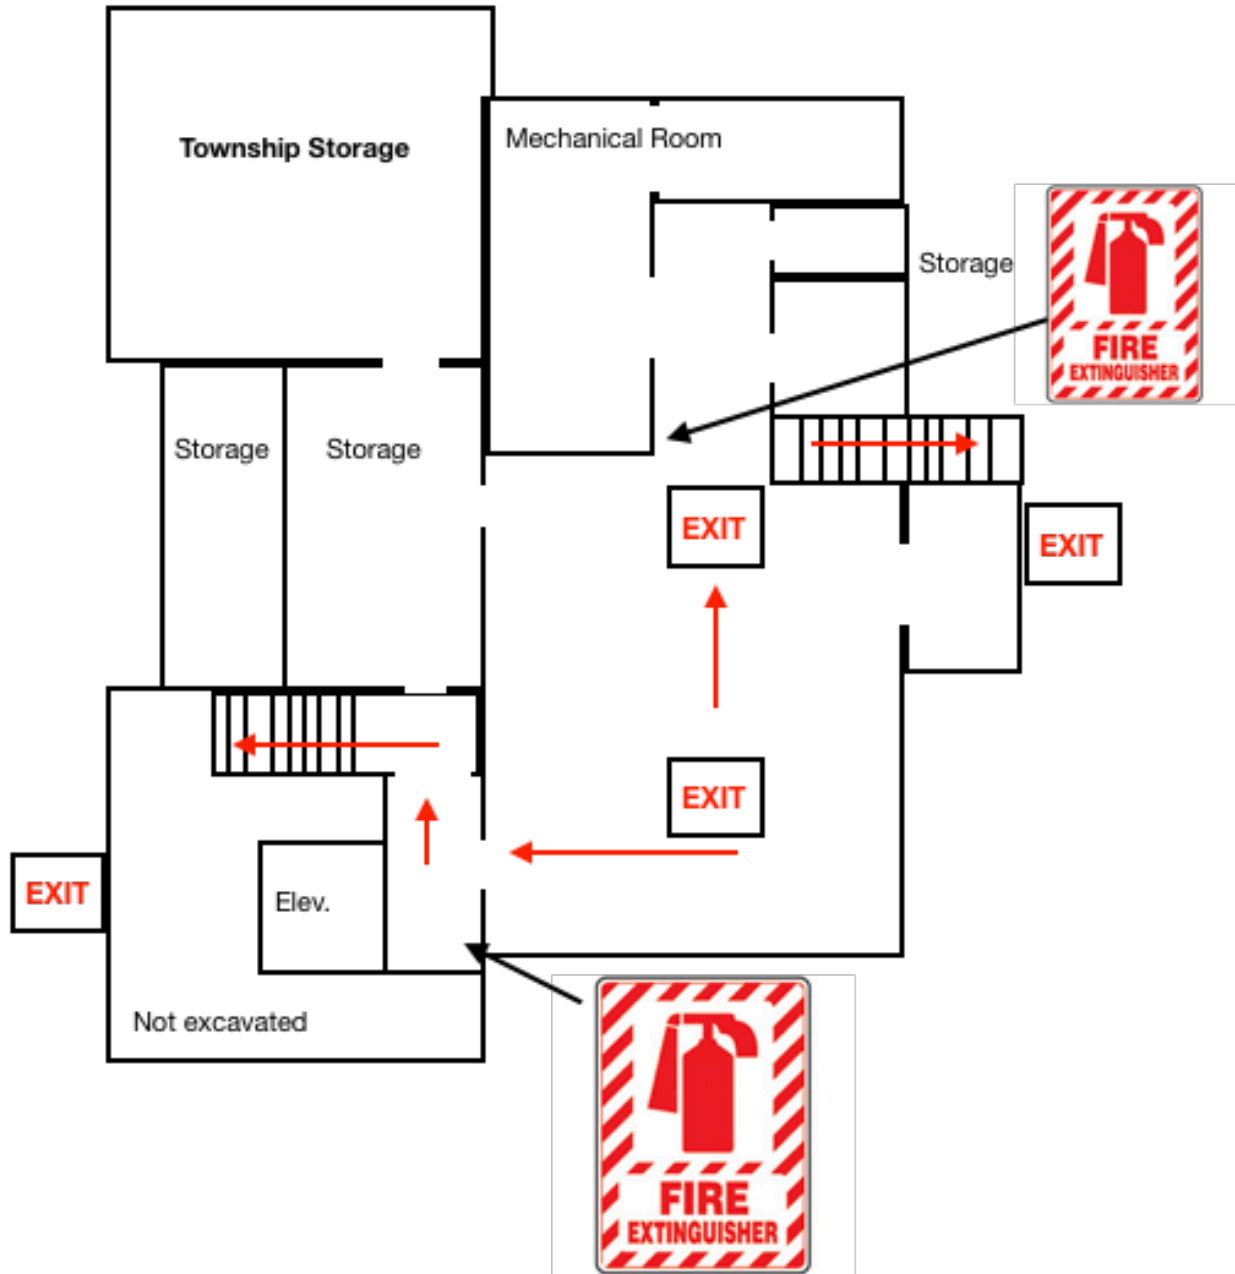 Township Storage
Mechanical Room
Storage
FIRE
EXTINGUISHER
Storage
Storage
EXIT
EXIT
EXIT
EXIT
Elev.
Not excavated
FIRE
EXTINGUISHER